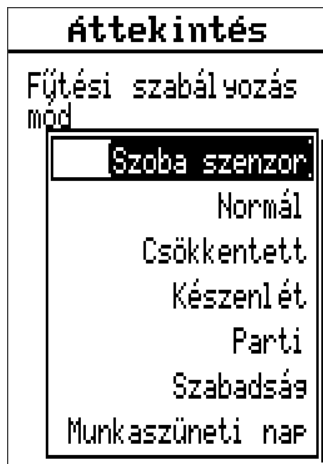 Áttekintés
Fűtési szabályozás
mód
Szoba szenzor
Normál
Csökkentett
Készenlét
Parti
Szabadság
Munkaszüneti nap